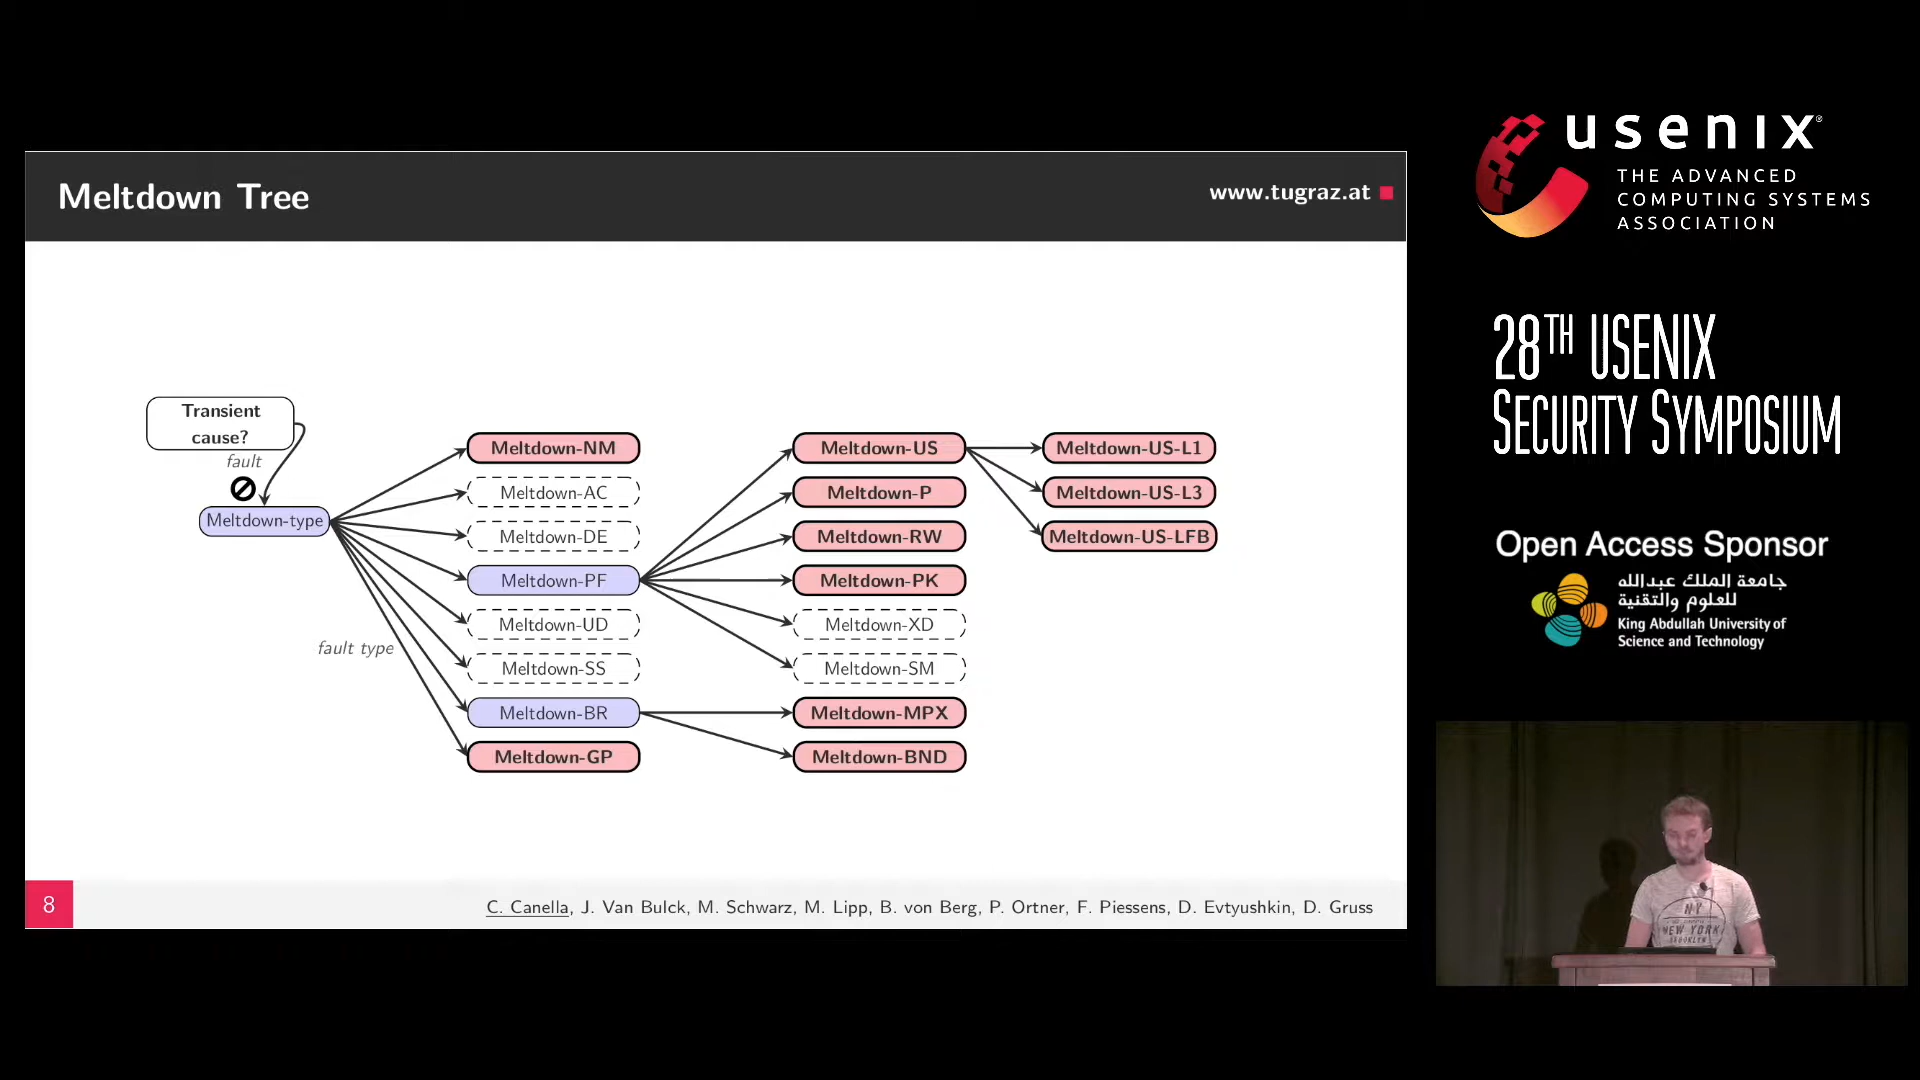 Meltdown Tree
www.tugraz.at
Transient
cause?
fault
Meltdown-type
fault type
Meltdown-NM
Meltdown-AC
Meltdown-DE
Meltdown-PF
Meltdown-UD
Meltdown-SS
Meltdown-BR
Meltdown-GP
Meltdown-US
Meltdown-P
Meltdown-RW
Meltdown-PK
Meltdown-XD
Meltdown-SM
Meltdown-MPX
Meltdown-BND
Meltdown-US-L1
Meltdown-US-L3
Meltdown-US-LFB
8
C. Canella, J. Van Bulck, M. Schwarz, M. Lipp, B. von Berg, P. Ortner, F. Piessens, D. Evtyushkin, D. Gruss
usenix®
THE ADVANCED
COMPUTING SYSTEMS
ASSOCIATION
28TH USENIX
SECURITY SYMPOSIUM
Open Access Sponsor
جامعة الملك عبدالله
للعلوم والتقنية
King Abdullah University of
Science and Technology
NY
NEW YORK
BROOKLYN